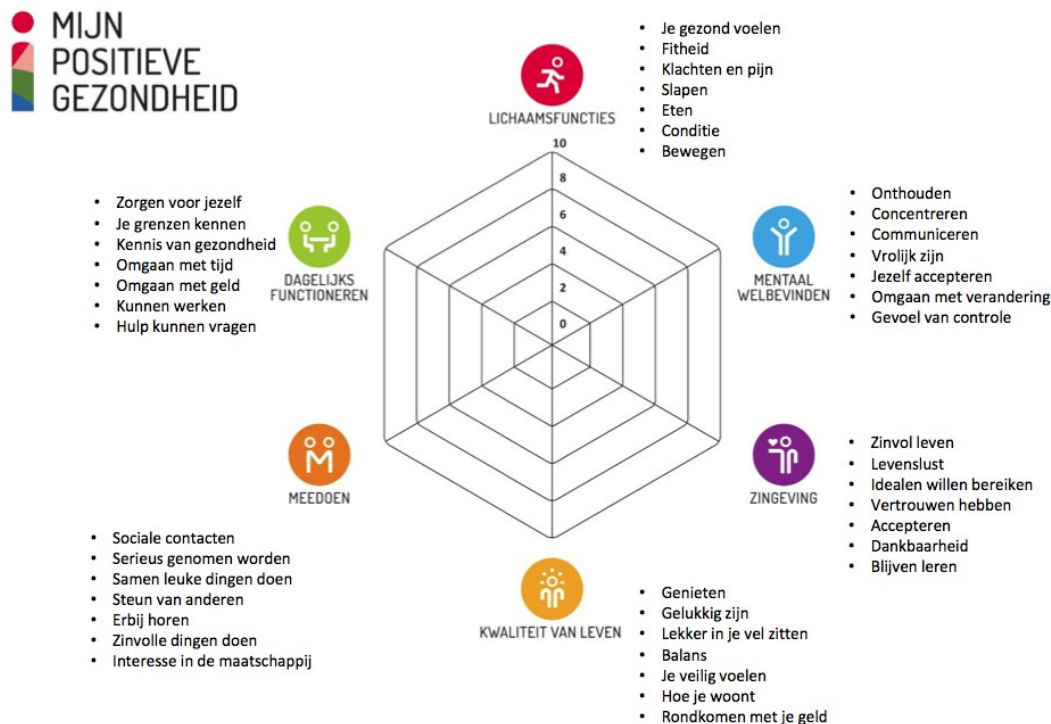 MIJN
POSITIEVE
GEZONDHEID
LICHAAMSFUNCTIES
• Je gezond voelen
• Fitheid
• Klachten en pijn
• Slapen
• Eten
• Conditie
• Bewegen
10
8
6
4
2
0
MENTAAL
WELBEVINDEN
• Onthouden
• Concentreren
• Communiceren
• Vrolijk zijn
• Jezelf accepteren
• Omgaan met verandering
• Gevoel van controle
ZINGEVING
• Zinvol leven
• Levenslust
• Idealen willen bereiken
• Vertrouwen hebben
• Accepteren
• Dankbaarheid
• Blijven leren
KWALITEIT VAN LEVEN
• Genieten
• Gelukkig zijn
• Lekker in je vel zitten
• Balans
• Je veilig voelen
• Hoe je woont
• Rondkomen met je geld
MEEDOEN
• Sociale contacten
• Serieus genomen worden
• Samen leuke dingen doen
• Steun van anderen
• Erbij horen
• Zinvolle dingen doen
• Interesse in de maatschappij
DAGELIJKS
FUNCTIONEREN
• Zorgen voor jezelf
• Je grenzen kennen
• Kennis van gezondheid
• Omgaan met tijd
• Omgaan met geld
• Kunnen werken
• Hulp kunnen vragen